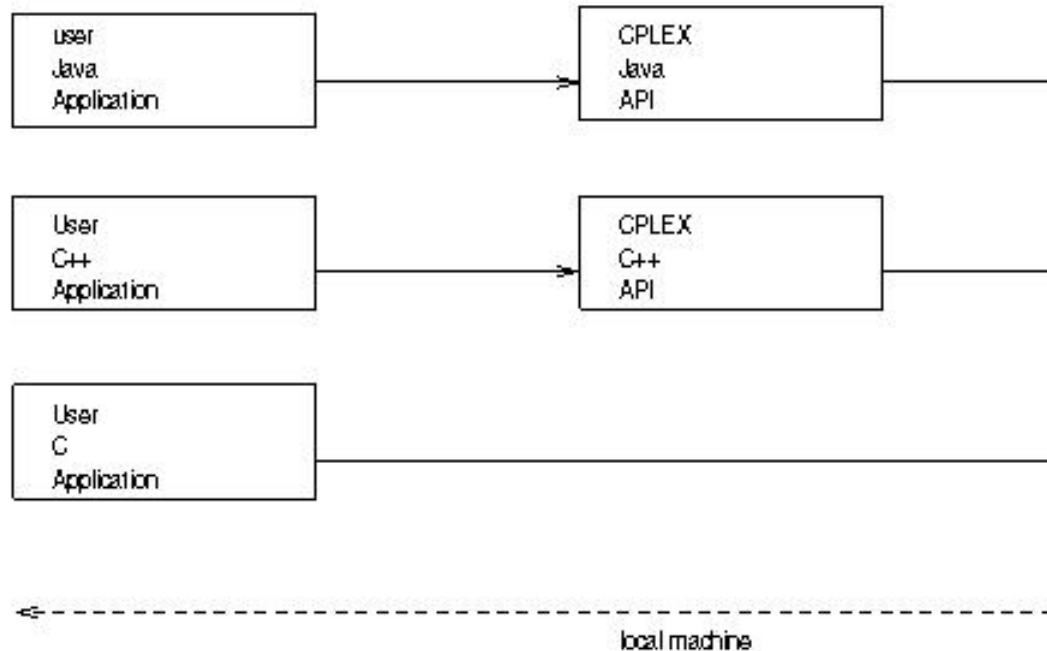 user
Java
Application
CPLEX
Java
API
User
C++
Application
CPLEX
C++
API
User
C
Application
local machine